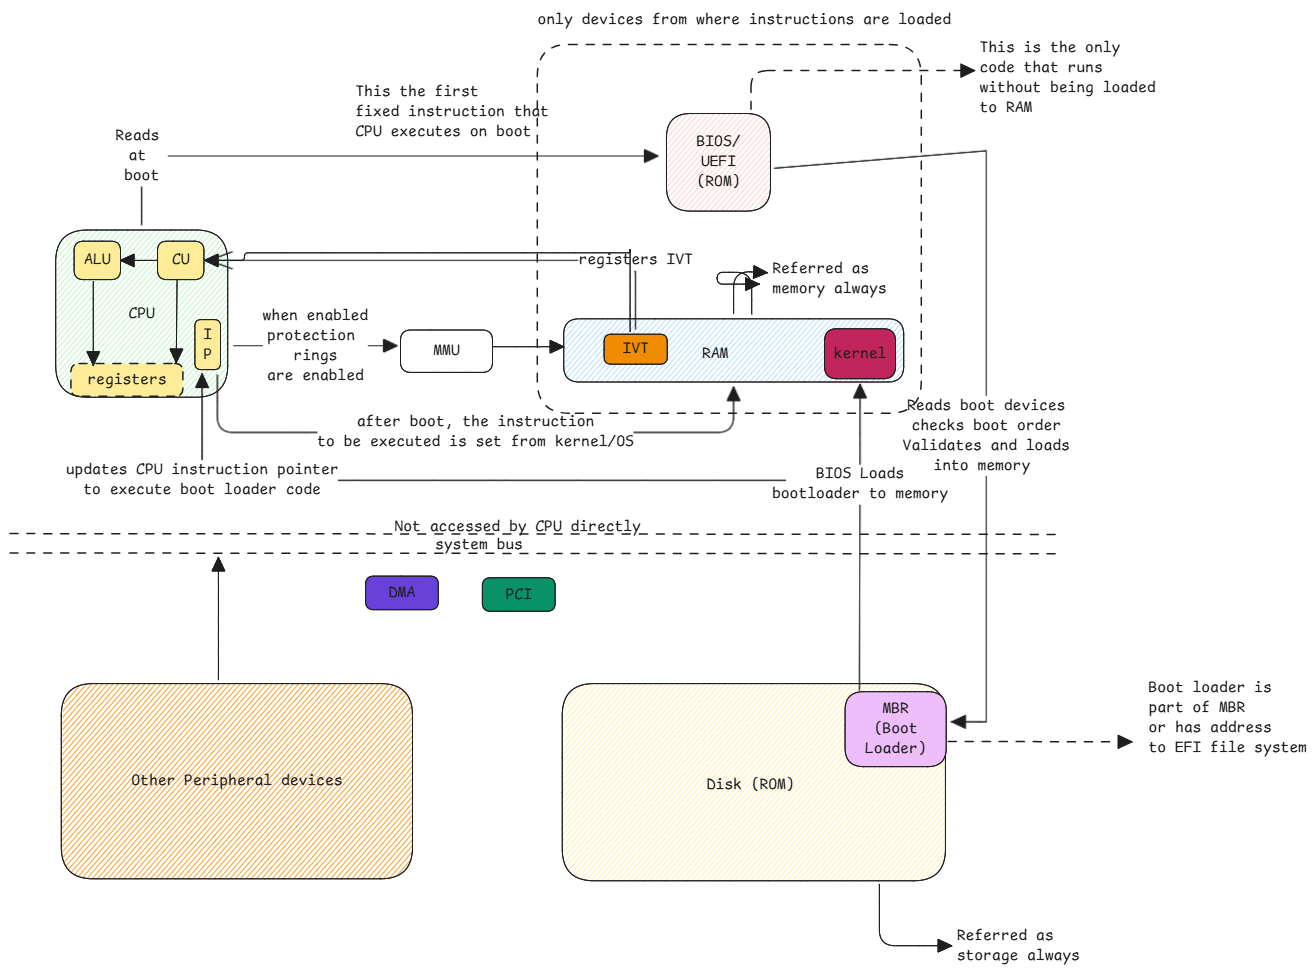 only devices from where instructions are loaded
This is the only
code that runs
without being loaded
to RAM
This the first
fixed instruction that
CPU executes on boot
Reads
at
boot
BIOS/
UEFI
(ROM)
ALU
CU
CPU
I
P
registers
registers IVT
Referred as
memory always
when enabled
protection
rings
are enabled
MMU
IVT
RAM
kernel
after boot, the instruction
to be executed is set from kernel/OS
Reads boot devices
checks boot order
Validates and loads
into memory
updates CPU instruction pointer
to execute boot loader code
BIOS Loads
bootloader to memory
Not accessed by CPU directly
system bus
DMA
PCI
Other Peripheral devices
MBR
(Boot
Loader)
Disk (ROM)
Boot loader is
part of MBR
or has address
to EFI file system
Referred as
storage always